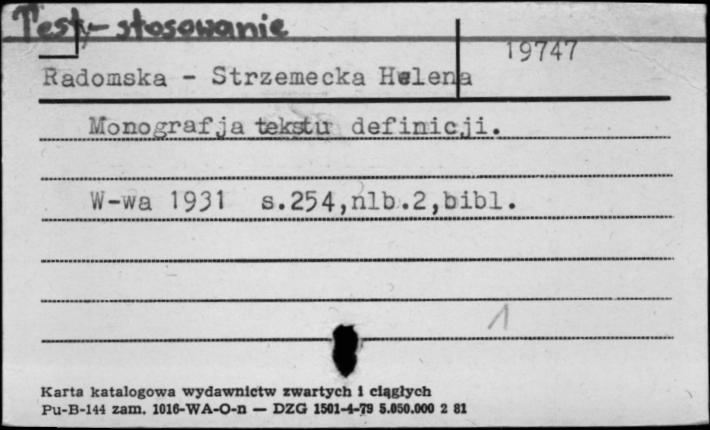 Testy - stosowanie
19747
Radomska - Strzemecka Helena
Monografja tekstu definicji.
W-wa 1931 s.254,nlb.2,bibl.
1
Karta katalogowa wydawnictw zwartych i ciągłych
Pu-B-144 zam. 1016-WA-O-n — DZG 1501-4-79 5.050.000 2 81